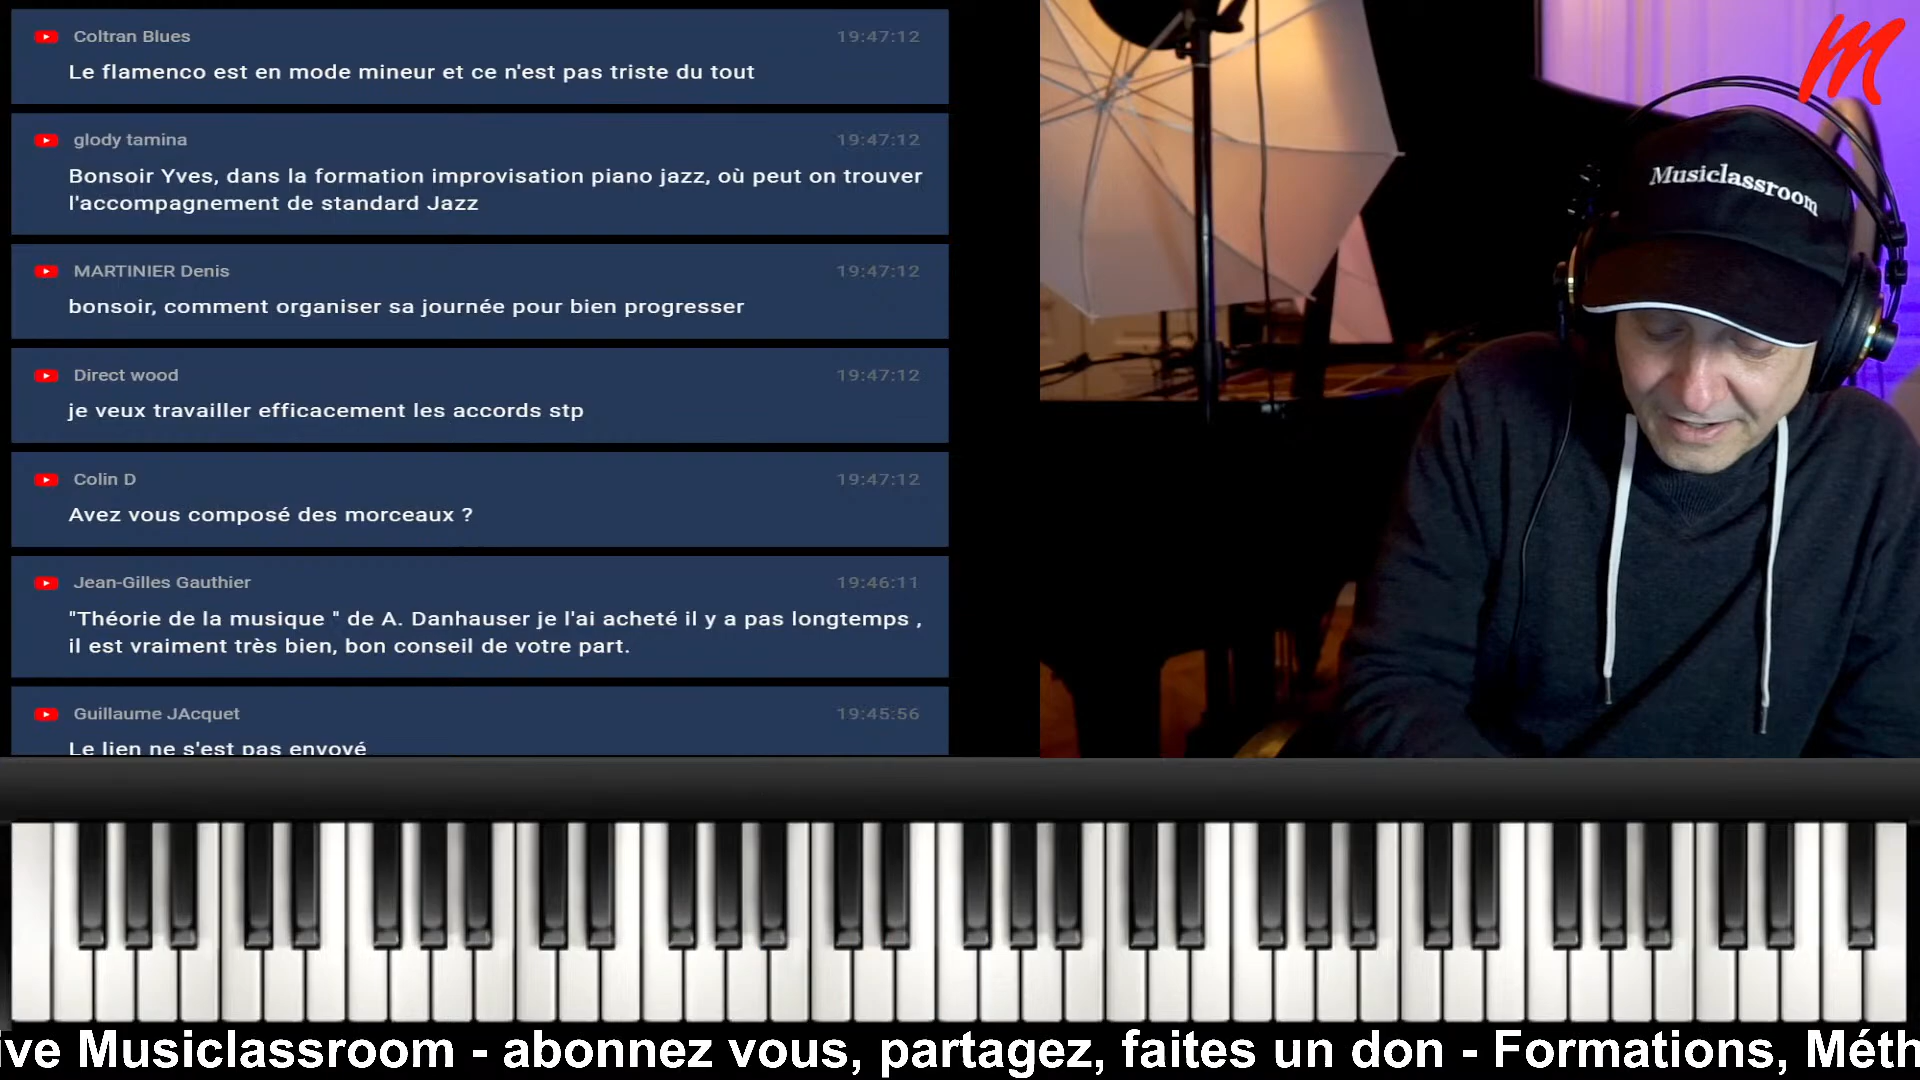 Coltran Blues 19:47:12
Le flamenco est en mode mineur et ce n'est pas triste du tout
glody tamina 19:47:12
Bonsoir Yves, dans la formation improvisation piano jazz, où peut on trouver
l'accompagnement de standard Jazz
MARTINIER Denis 19:47:12
bonsoir, comment organiser sa journée pour bien progresser
Direct wood 19:47:12
je veux travailler efficacement les accords stp
Colin D 19:47:12
Avez vous composé des morceaux ?
Jean-Gilles Gauthier 19:46:11
"Théorie de la musique " de A. Danhauser je l'ai acheté il y a pas longtemps ,
il est vraiment très bien, bon conseil de votre part.
Guillaume JAcquet 19:45:56
Le lien ne s'est pas envoyé
M
Musiclassroom
ive Musiclassroom - abonnez vous, partagez, faites un don - Formations, Méth